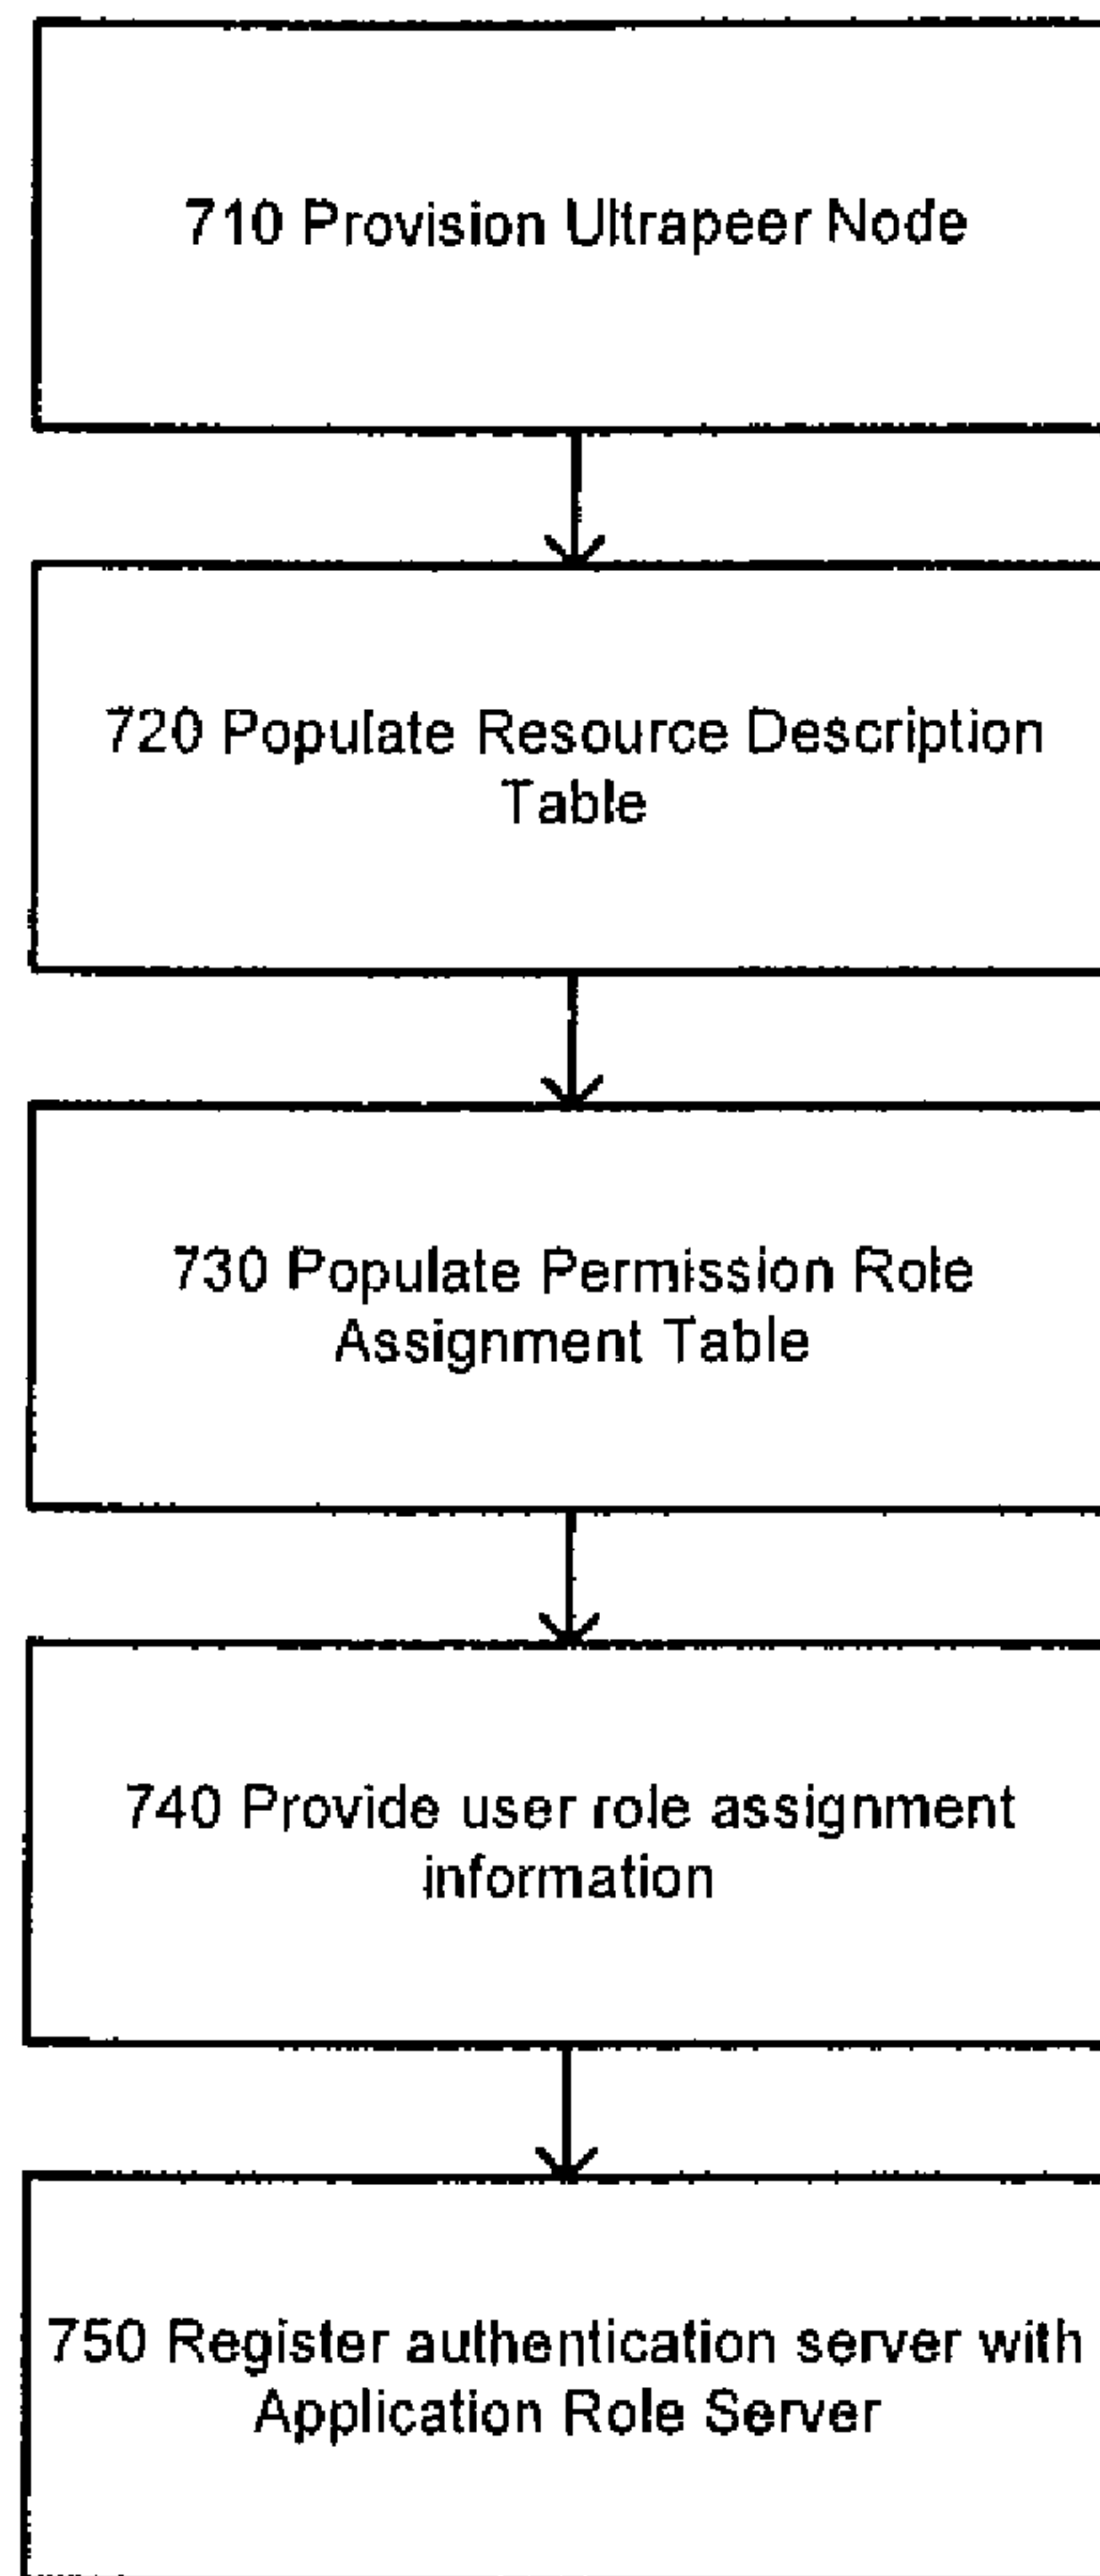 710 Provision Ultrapeer Node
720 Populate Resource Description
Table
730 Populate Permission Role
Assignment Table
740 Provide user role assignment
information
750 Register authentication server with
Application Role Server